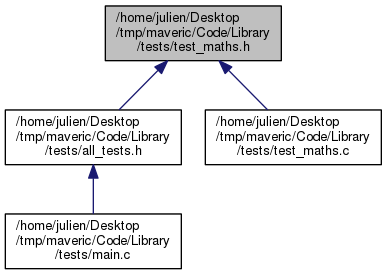 /home/julien/Desktop
/tmp/maveric/Code/Library
/tests/test_maths.h
/home/julien/Desktop
/tmp/maveric/Code/Library
/tests/all_tests.h
/home/julien/Desktop
/tmp/maveric/Code/Library
/tests/test_maths.c
/home/julien/Desktop
/tmp/maveric/Code/Library
/tests/main.c